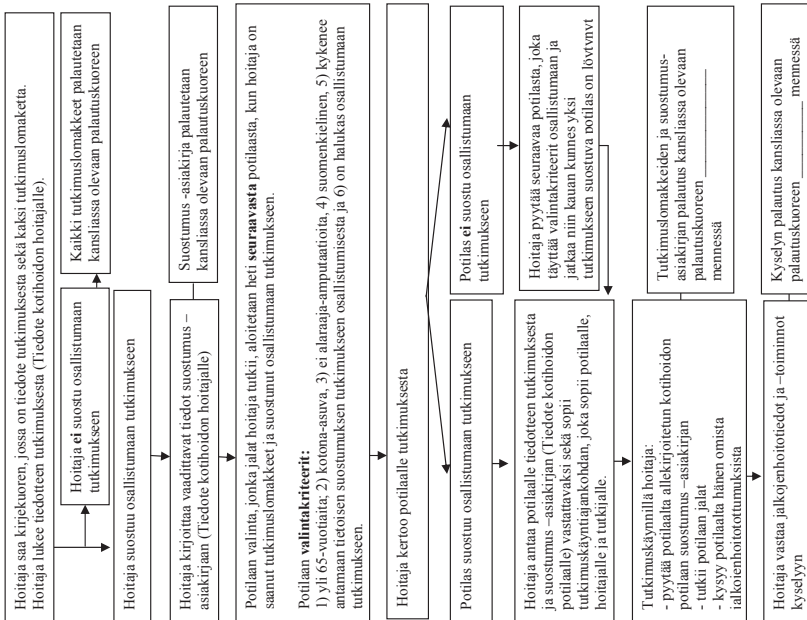 Hoitaja saa kirjekuoren, jossa on tiedote tutkimuksesta sekä kaksi tutkimuslomaketta.
Hoitaja lukee tiedotteen tutkimuksesta (Tiedote kotihoidon hoitajalle).
Hoitaja ei suostu osallistumaan
tutkimukseen
Kaikki tutkimuslomakkeet palautetaan
kansliassa olevaan palautuskuoreen
Hoitaja suostuu osallistumaan tutkimukseen
Hoitaja kirjoittaa vaadittavat tiedot suostumus –
asiakirjaan (Tiedote kotihoidon hoitajalle)
Suostumus -asiakirja palautetaan
kansliassa olevaan palautuskuoreen
Potilaan valinta, jonka jalat hoitaja tutkii, aloitetaan heti seuraavasta potilaasta, kun hoitaja on
saanut tutkimuslomakkeet ja suostunut osallistumaan tutkimukseen.
Potilaan valintakriteerit:
1) yli 65-vuotiaita; 2) kotona-asuva, 3) ei alaraaja-amputaatioita, 4) suomenkielinen, 5) kykenee
antamaan tietoisen suostumuksen tutkimukseen osallistumisesta ja 6) on halukas osallistumaan
tutkimukseen.
Hoitaja kertoo potilaalle tutkimuksesta
Potilas suostuu osallistumaan tutkimukseen
Potilas ei suostu osallistumaan
tutkimukseen
Hoitaja antaa potilaalle tiedotteen tutkimuksesta
ja suostumus –asiakirjan (Tiedote kotihoidon
potilaalle) vastattavaksi sekä sopii
tutkimuskäyntiajankohdan, joka sopii potilaalle,
hoitajalle ja tutkijalle.
Hoitaja pyytää seuraavaa potilasta, joka
täyttää valintakriteerit osallistumaan ja
jatkaa niin kauan kunnes yksi
tutkimukseen suostuva potilas on löytynyt
Tutkimuskäynnillä hoitaja:
- pyytää potilaalta allekirjoitetun kotihoidon
potilaan suostumus –asiakirjan
- tutkii potilaan jalat
- kysyy potilaalta hänen omista
jalkojenhoitotottumuksista
Tutkimuslomakkeiden ja suostumus-
asiakirjan palautus kansliassa olevaan
palautuskuoreen ____________
mennessä
Hoitaja vastaa jalkojenhoitotiedot ja –toiminnot
kyselyyn
Kyselyn palautus kansliassa olevaan
palautuskuoreen ____________ mennessä